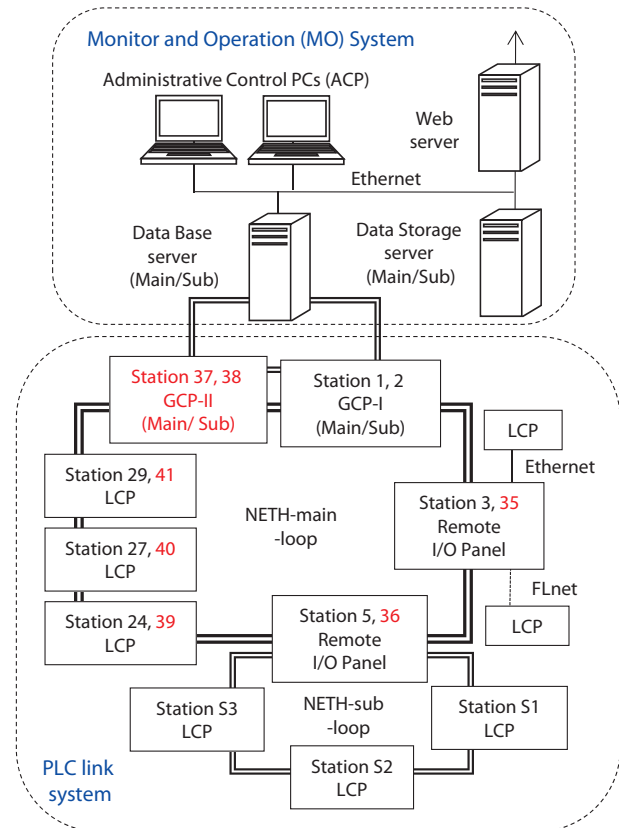 Monitor and Operation (MO) System
Administrative Control PCs (ACP)
Web
server
Ethernet
Data Base
server
(Main/Sub)
Data Storage
server
(Main/Sub)
Station 37, 38
GCP-II
(Main/ Sub)
Station 1, 2
GCP-I
(Main/Sub)
LCP
Ethernet
Station 29, 41
LCP
NETH-main
-loop
Station 3, 35
Remote
I/O Panel
Station 27, 40
LCP
FLnet
LCP
Station 24, 39
LCP
Station 5, 36
Remote
I/O Panel
Station S3
LCP
NETH-sub
-loop
Station S1
LCP
Station S2
LCP
PLC link
system